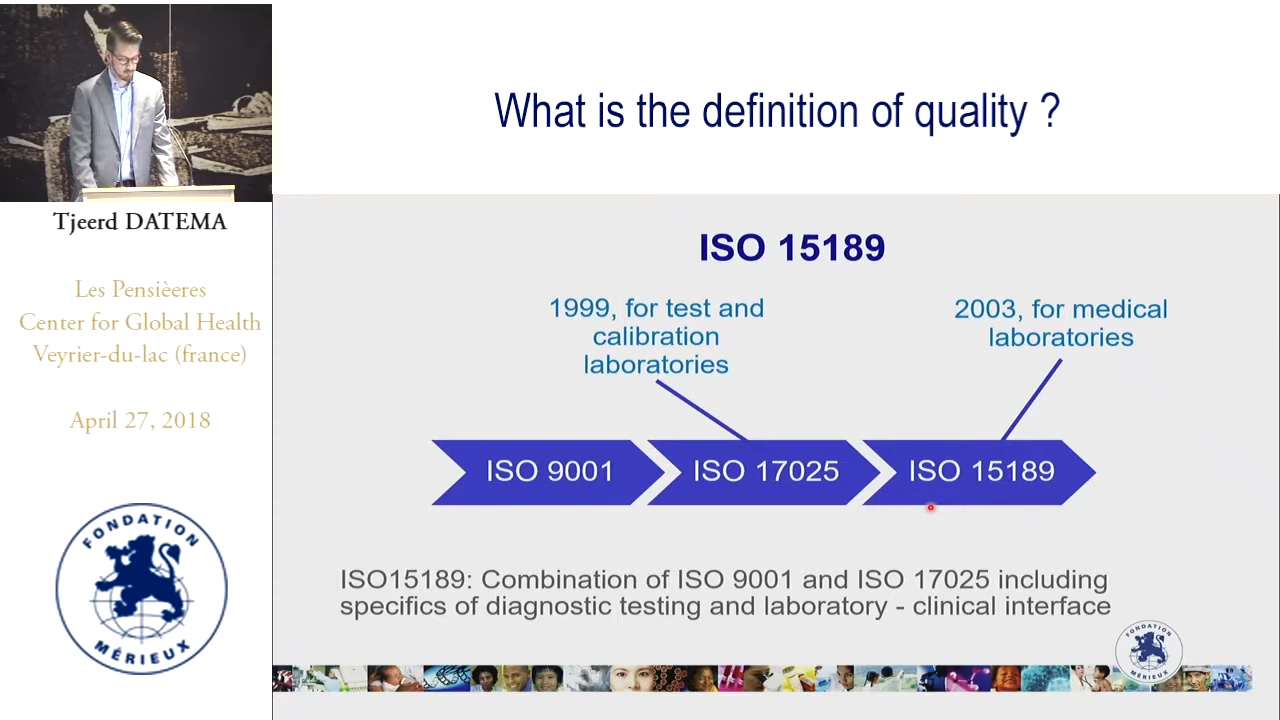 What is the definition of quality ?
Tjeerd DATEMA
Les Pensièeres
Center for Global Health
Veyrier-du-lac (france)
April 27, 2018
FONDATION
MÉRIEUX
ISO 15189
1999, for test and
calibration
laboratories
2003, for medical
laboratories
ISO 9001
ISO 17025
ISO 15189
ISO15189: Combination of ISO 9001 and ISO 17025 including
specifics of diagnostic testing and laboratory - clinical interface
FONDATION
MÉRIEUX